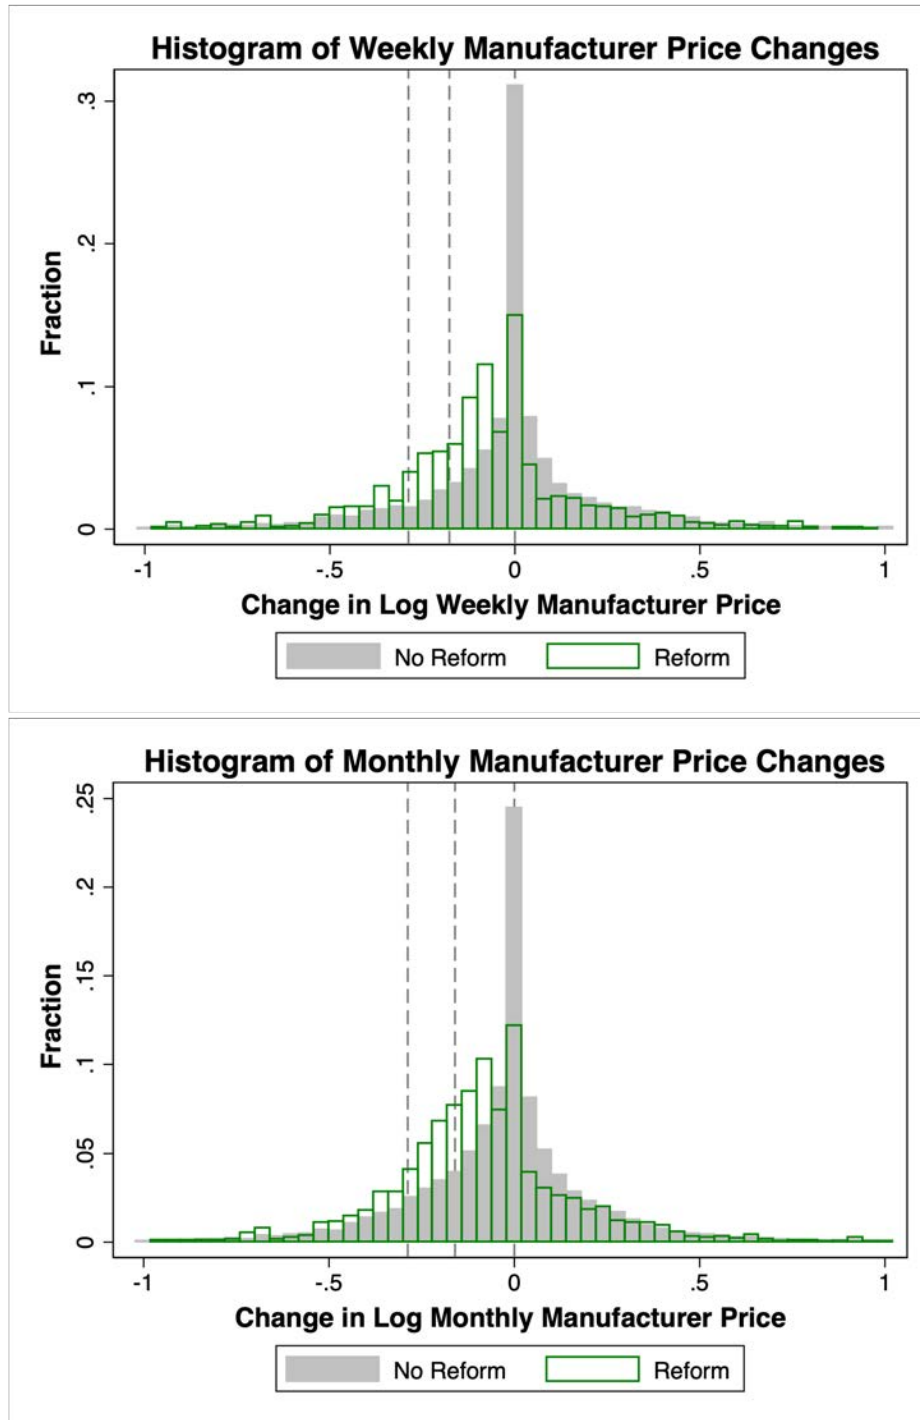 Histogram of Weekly Manufacturer Price Changes
.3
.2
.1
0
Fraction
-1 -.5 0 .5 1
Change in Log Weekly Manufacturer Price
No Reform Reform
Histogram of Monthly Manufacturer Price Changes
.25
.2
.15
.1
.05
0
Fraction
-1 -.5 0 .5 1
Change in Log Monthly Manufacturer Price
No Reform Reform